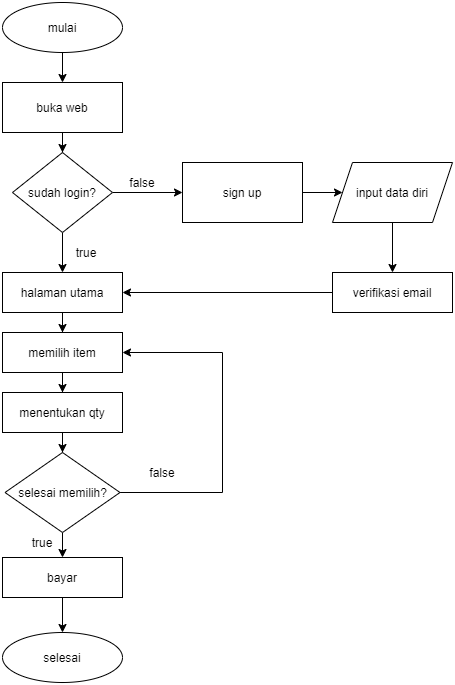 mulai
buka web
sudah login?
false
sign up
input data diri
true
halaman utama
verifikasi email
memilih item
menentukan qty
selesai memilih?
false
true
bayar
selesai